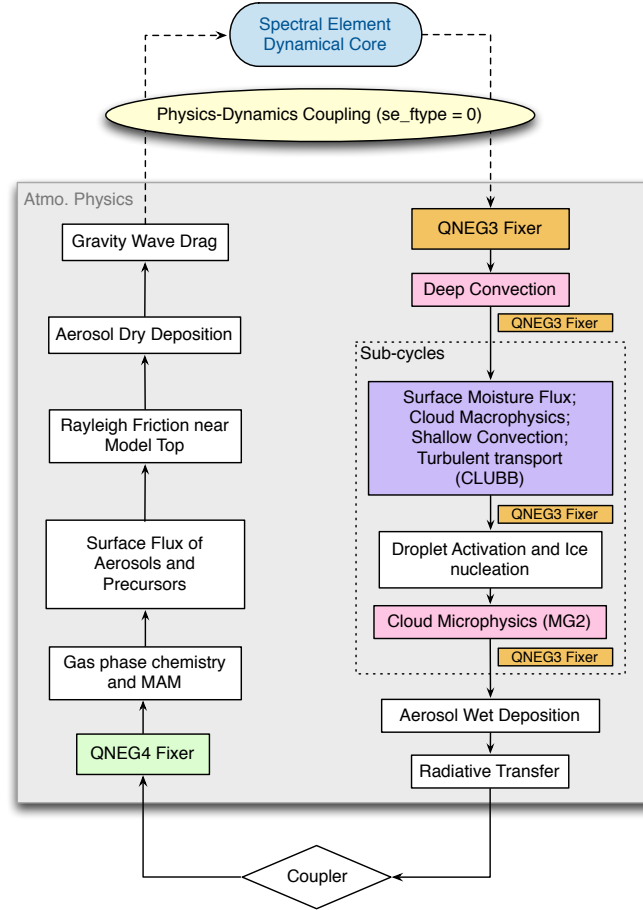 Spectral Element
Dynamical Core
Physics-Dynamics Coupling (se_ftype = 0)
Atmo. Physics
Gravity Wave Drag
Aerosol Dry Deposition
Rayleigh Friction near
Model Top
Surface Flux of
Aerosols and
Precursors
Gas phase chemistry
and MAM
QNEG4 Fixer
QNEG3 Fixer
Deep Convection
QNEG3 Fixer
Sub-cycles
Surface Moisture Flux;
Cloud Macrophysics;
Shallow Convection;
Turbulent transport
(CLUBB)
QNEG3 Fixer
Droplet Activation and Ice
nucleation
Cloud Microphysics (MG2)
QNEG3 Fixer
Aerosol Wet Deposition
Radiative Transfer
Coupler